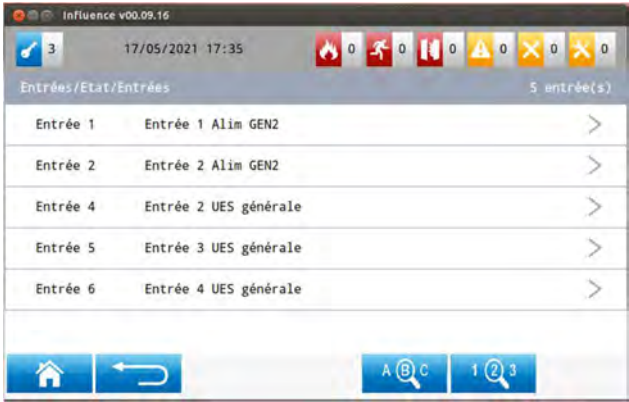 Influence v00.09.16
3 17/05/2021 17:35 0 0 0 0 0 0
Entrées/Etat/Entrées 5 entrée(s)
Entrée 1 Entrée 1 Alim GEN2
Entrée 2 Entrée 2 Alim GEN2
Entrée 4 Entrée 2 UES générale
Entrée 5 Entrée 3 UES générale
Entrée 6 Entrée 4 UES générale
A B C 1 2 3